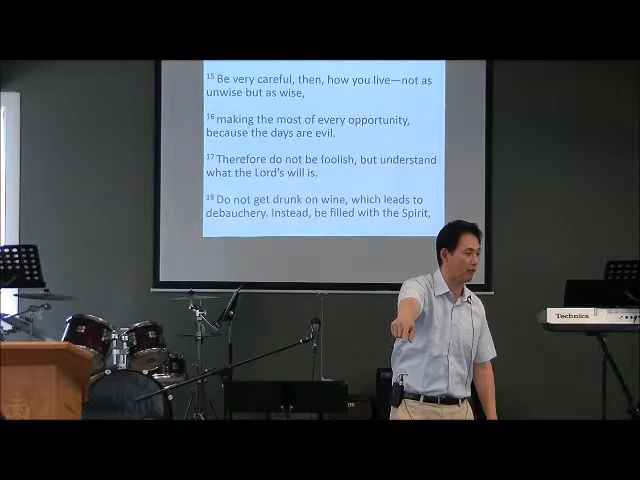 15 Be very careful, then, how you live—not as
unwise but as wise,
16 making the most of every opportunity,
because the days are evil.
17 Therefore do not be foolish, but understand
what the Lord's will is.
18 Do not get drunk on wine, which leads to
debauchery. Instead, be filled with the Spirit,
Technics